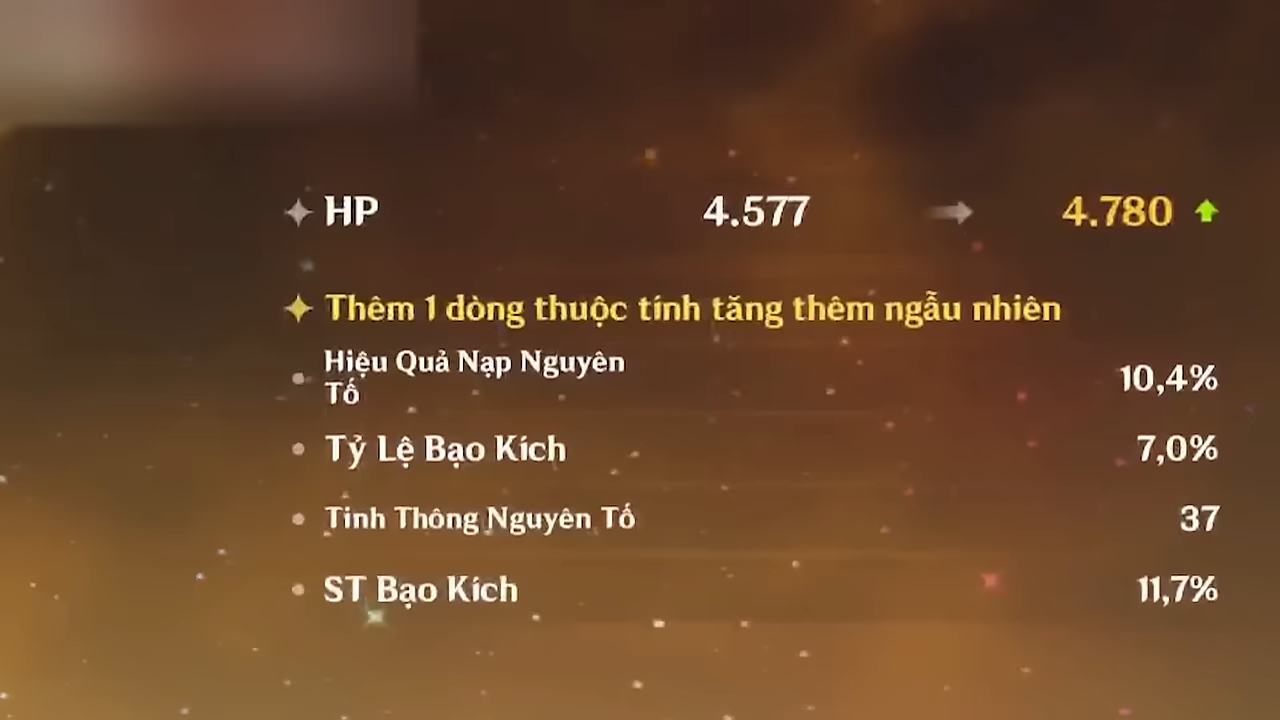 HP 4.577 4.780
Thêm 1 dòng thuộc tính tăng thêm ngẫu nhiên
Hiệu Quả Nạp Nguyên
Tố 10,4%
Tỷ Lệ Bạo Kích 7,0%
Tinh Thông Nguyên Tố 37
ST Bạo Kích 11,7%